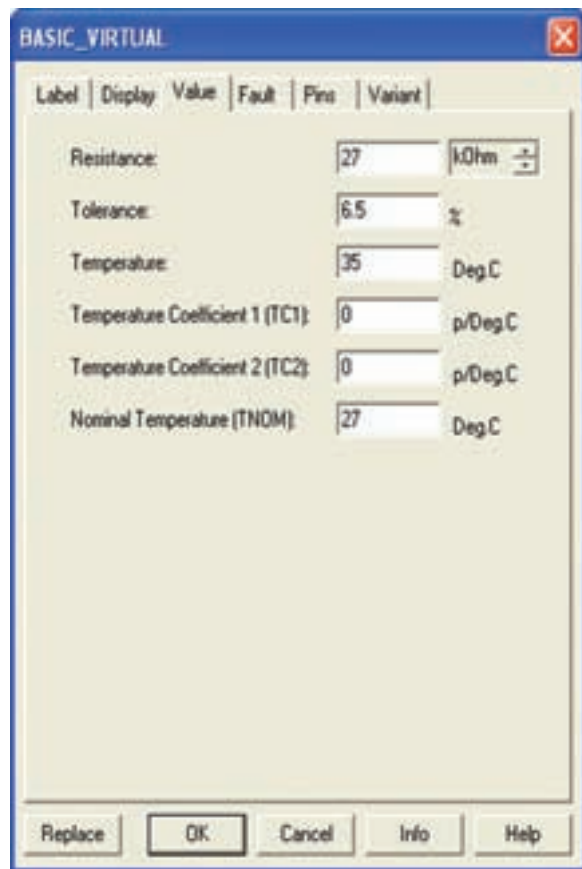 BASIC_VIRTUAL
Label Display Value Fault Pins Variant
Resistance: 27 kOhm
Tolerance: 6.5 %
Temperature: 35 Deg.C
Temperature Coefficient 1 (TC1): 0 p/Deg.C
Temperature Coefficient 2 (TC2): 0 p/Deg.C
Nominal Temperature (TNOM): 27 Deg.C
Replace OK Cancel Info Help